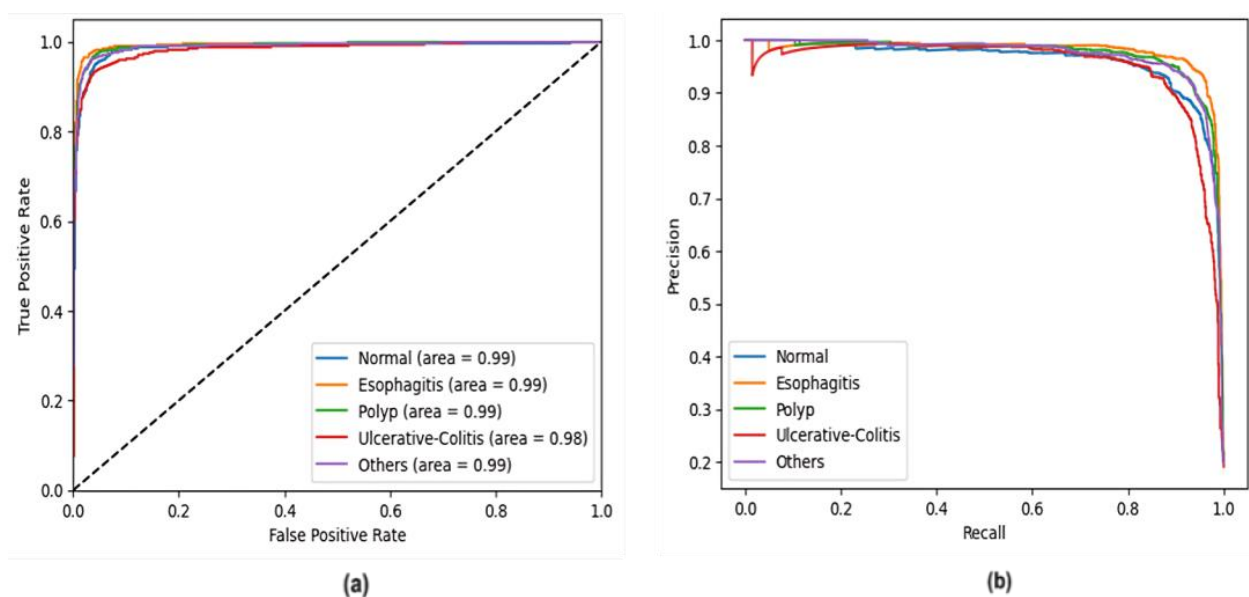 1.0
0.8
0.6
0.4
0.2
0.0
True Positive Rate
0.0 0.2 0.4 0.6 0.8 1.0
False Positive Rate
Normal (area = 0.99)
Esophagitis (area = 0.99)
Polyp (area = 0.99)
Ulcerative-Colitis (area = 0.98)
Others (area = 0.99)
(a)
1.0
0.9
0.8
0.7
0.6
0.5
0.4
0.3
0.2
Precision
0.0 0.2 0.4 0.6 0.8 1.0
Recall
Normal
Esophagitis
Polyp
Ulcerative-Colitis
Others
(b)